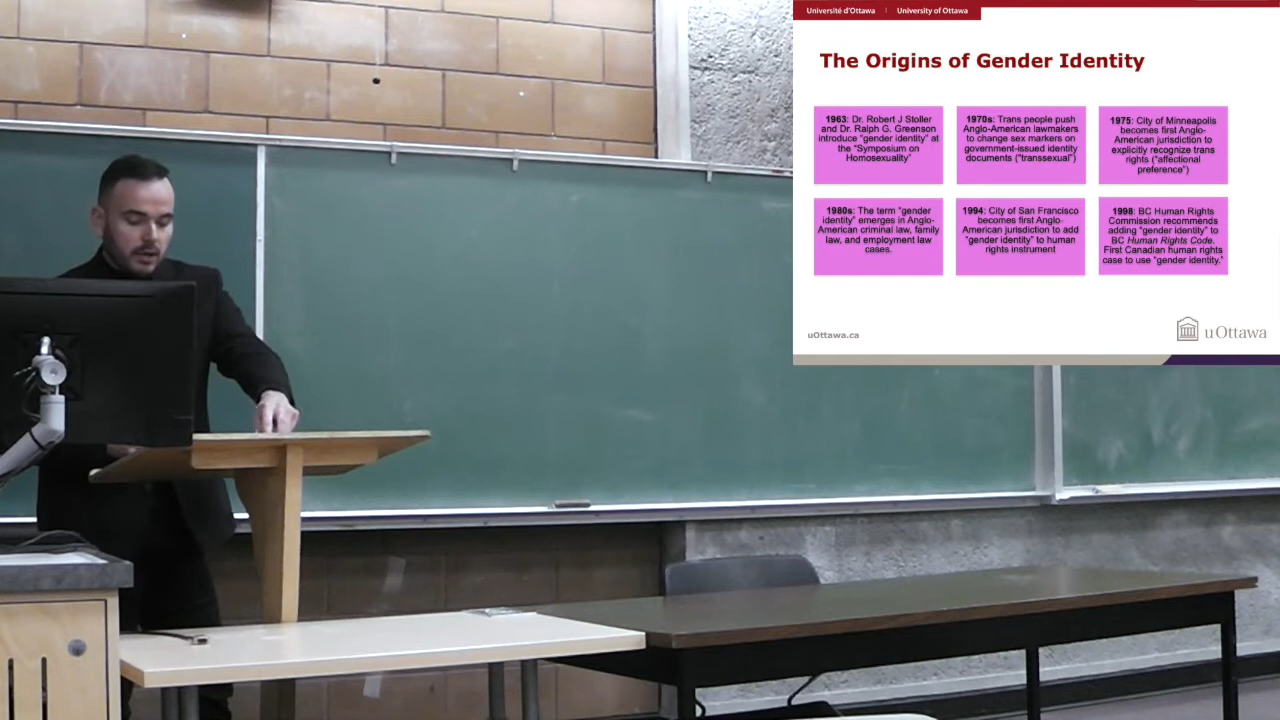 Université d'Ottawa | University of Ottawa
The Origins of Gender Identity
1963: Dr. Robert J Stoller
and Dr. Ralph G. Greenson
introduce "gender identity" at
the "Symposium on
Homosexuality"
1970s: Trans people push
Anglo-American lawmakers
to change sex markers on
government-issued identity
documents ("transsexual")
1975: City of Minneapolis
becomes first Anglo-
American jurisdiction to
explicitly recognize trans
rights ("affectional
preference")
1980s: The term "gender
identity" emerges in Anglo-
American criminal law, family
law, and employment law
cases.
1994: City of San Francisco
becomes first Anglo-
American jurisdiction to add
"gender identity" to human
rights instrument
1998: BC Human Rights
Commission recommends
adding "gender identity" to
BC Human Rights Code.
First Canadian human rights
case to use "gender identity."
uOttawa.ca
uOttawa